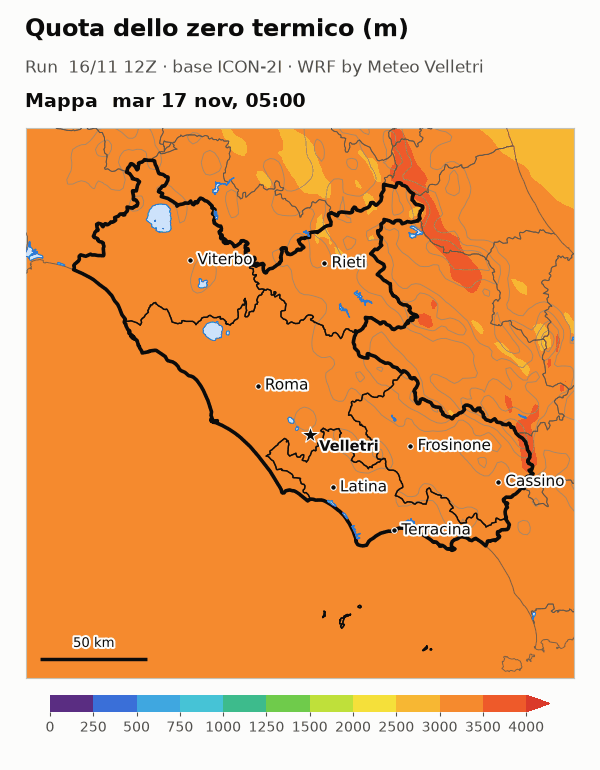 Quota dello zero termico (m)
Run  16/11 12Z · base ICON-2I · WRF by Meteo Velletri
Mappa  mar 17 nov, 05:00
Viterbo
Rieti
Roma
Velletri
Frosinone
Latina
Cassino
Terracina
50 km
0 250 500 750 1000 1250 1500 2000 2500 3000 3500 4000